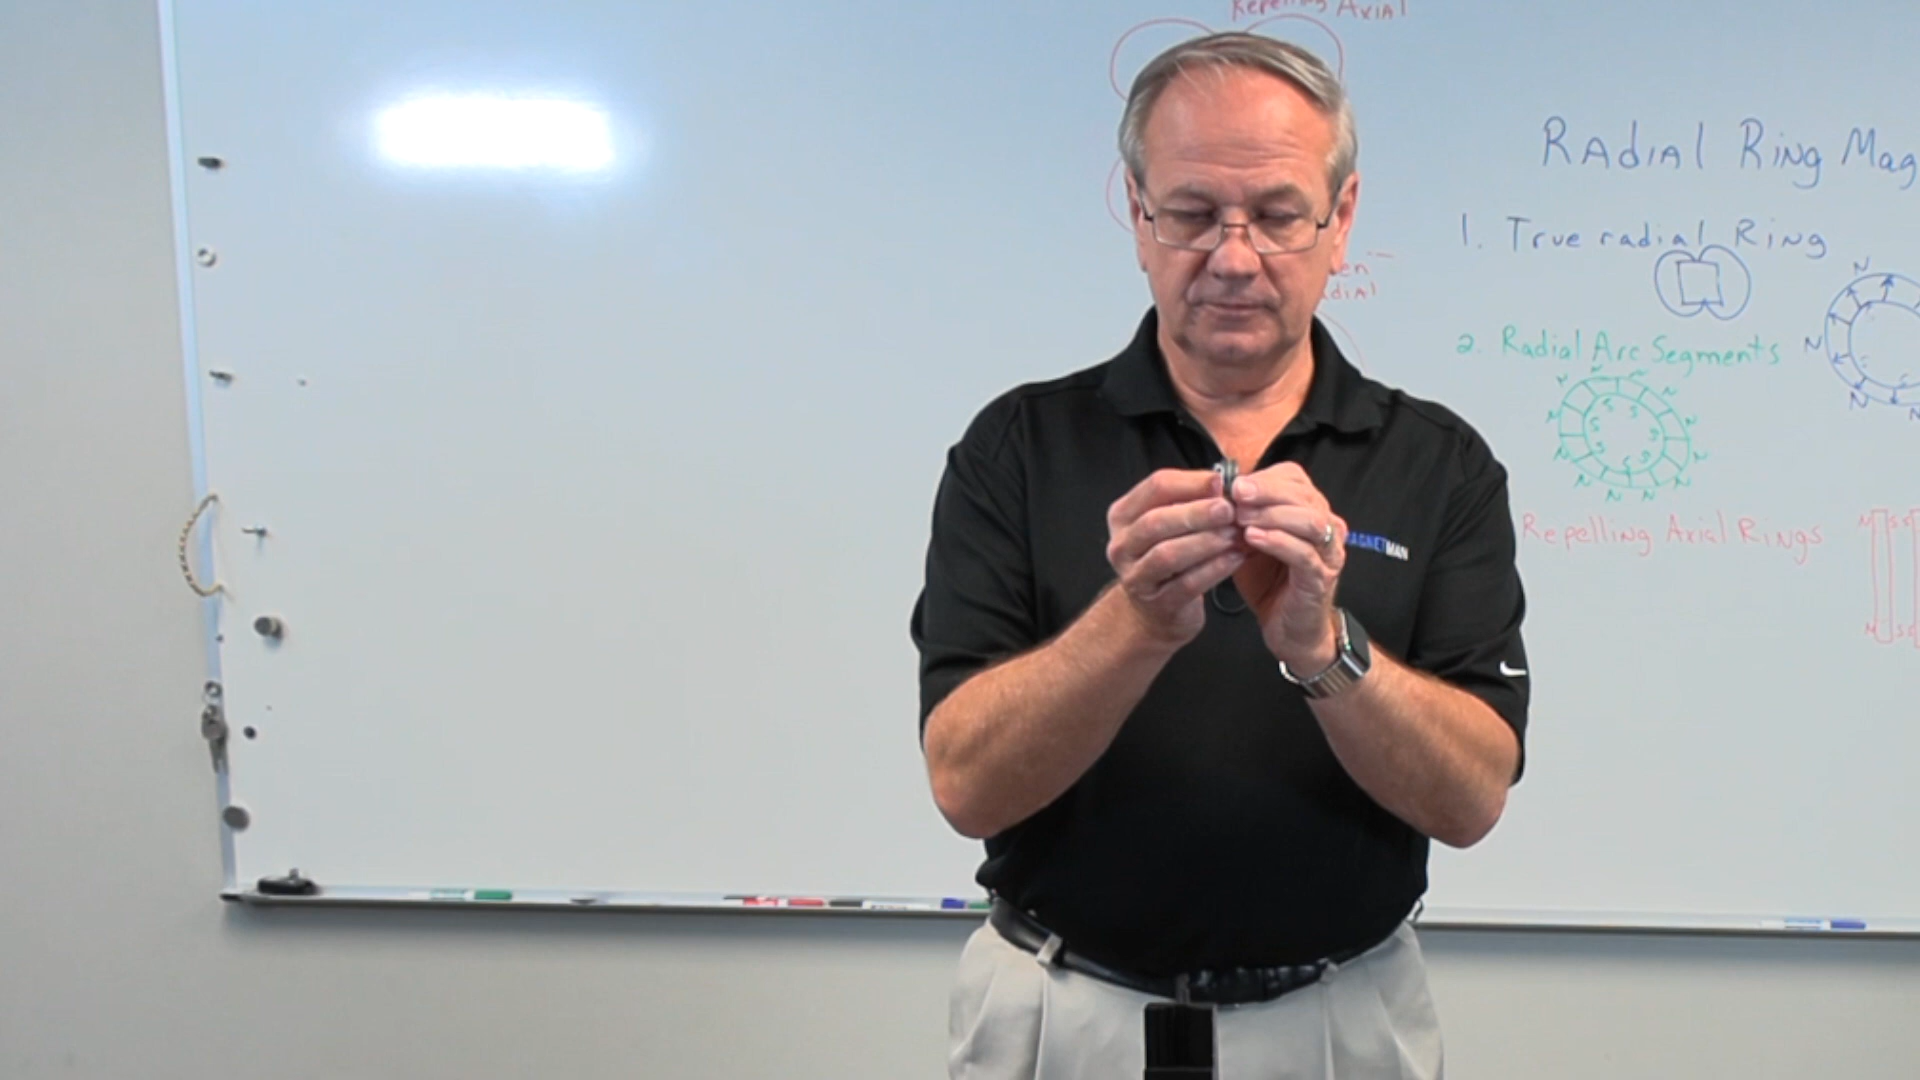 Repelling Axial
Radial Ring Mag
1. True radial Ring
N
N
N
N
2. Radial Arc Segments
N N N N
N N
N N
N N N N
S S
S S
S S S
Repelling Axial Rings
N S S
N S S
MAGNETMAN